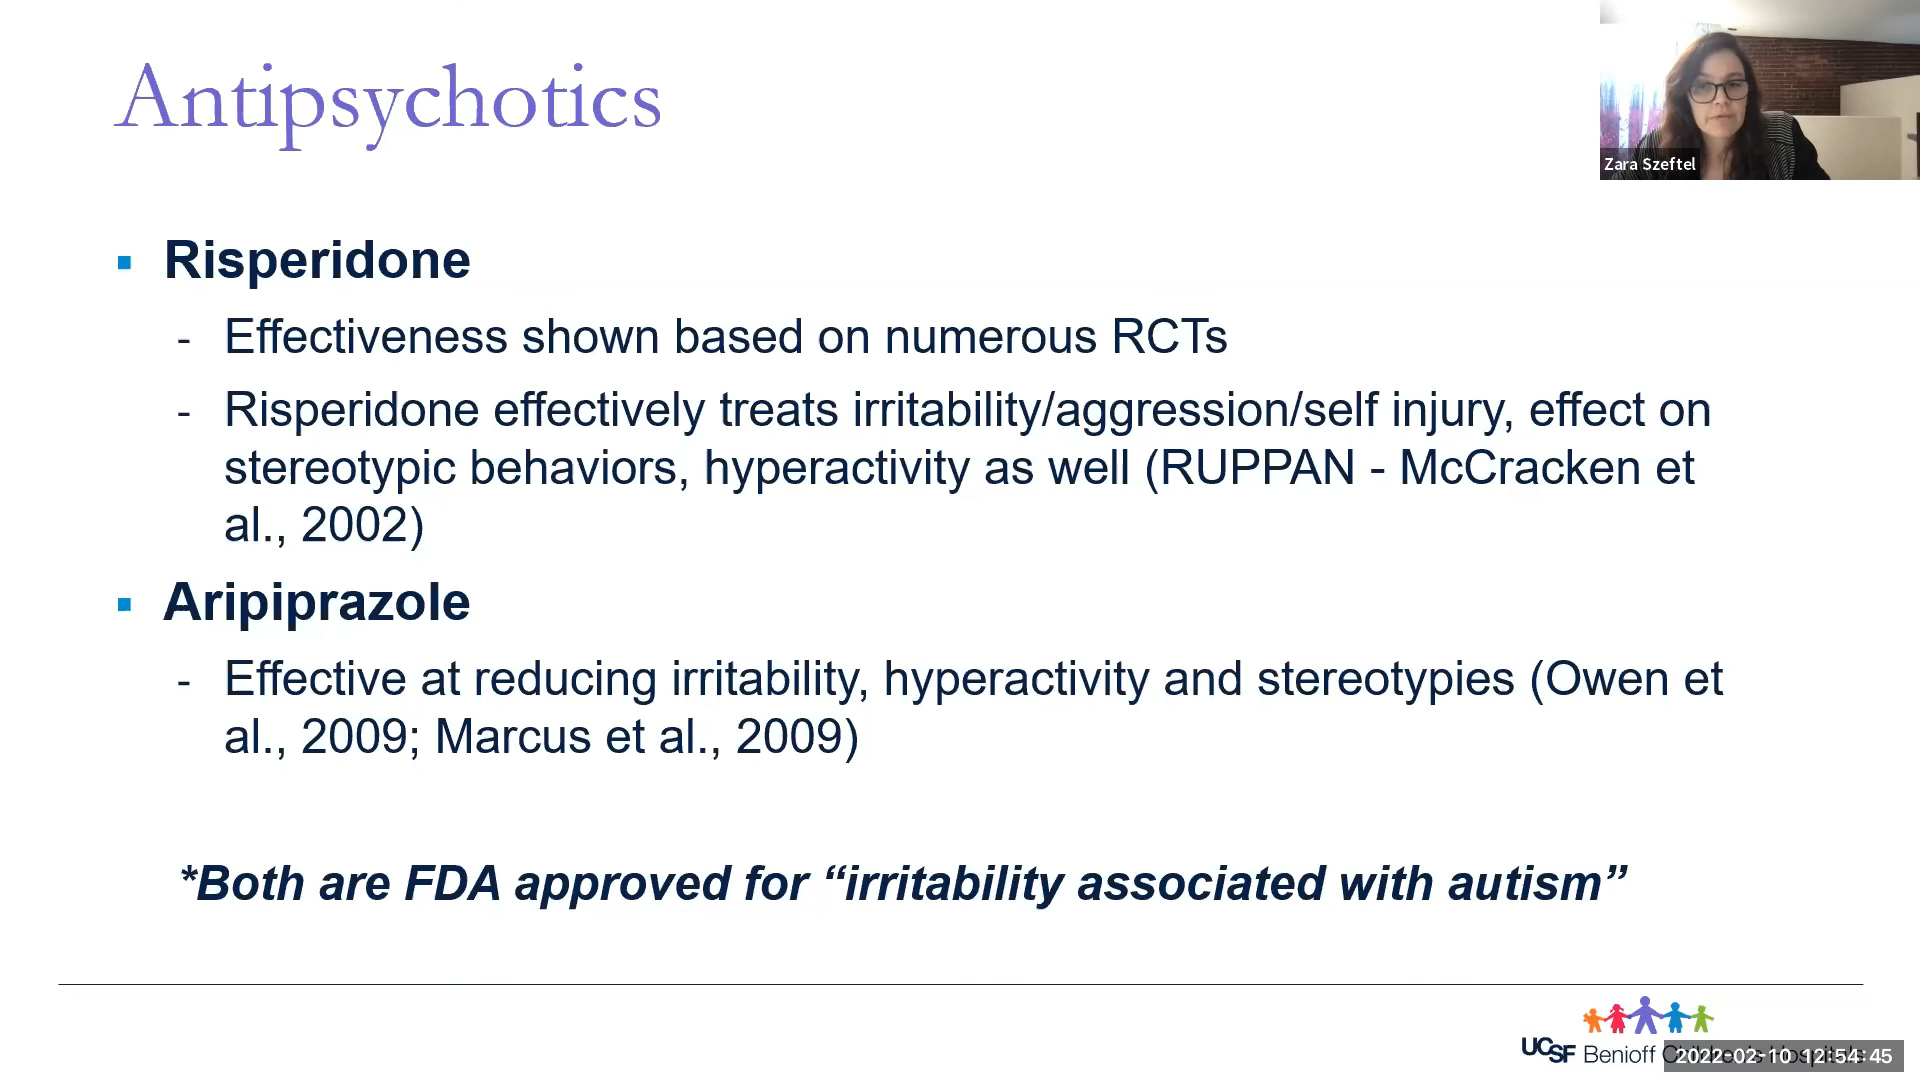 Antipsychotics
Zara Szeftel
▪ Risperidone
- Effectiveness shown based on numerous RCTs
- Risperidone effectively treats irritability/aggression/self injury, effect on
stereotypic behaviors, hyperactivity as well (RUPPAN - McCracken et
al., 2002)
▪ Aripiprazole
- Effective at reducing irritability, hyperactivity and stereotypies (Owen et
al., 2009; Marcus et al., 2009)
*Both are FDA approved for “irritability associated with autism”
UCSF Benioff Children's Hospitals
2022-02-10 12:54:45